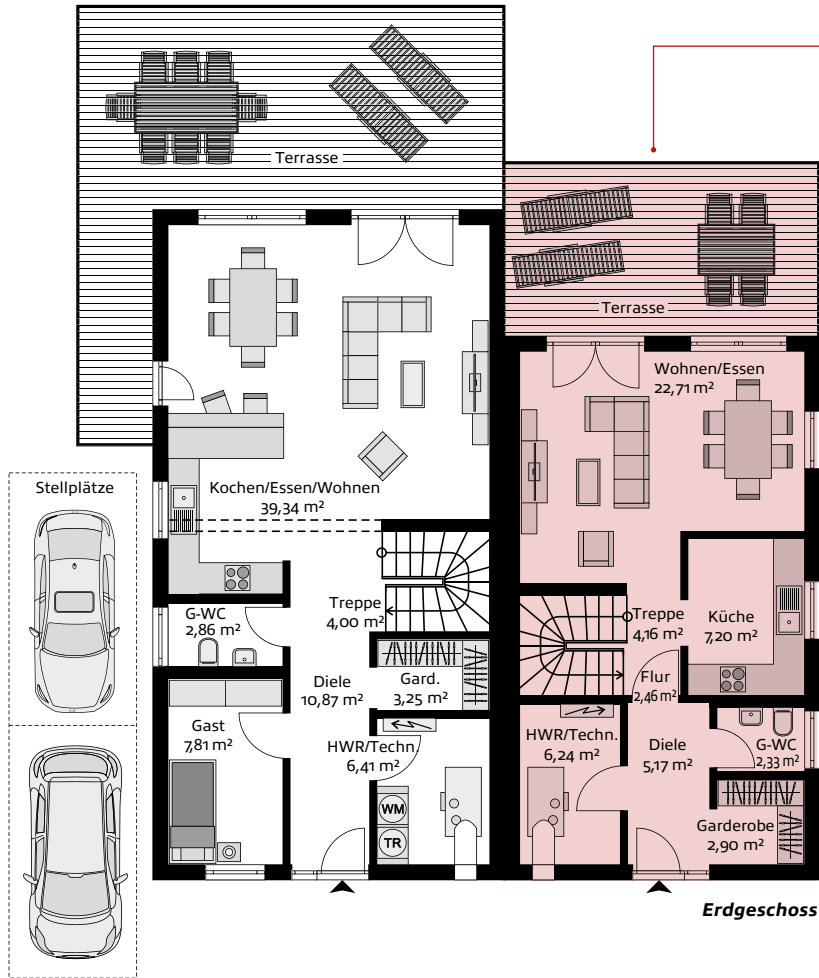 Terrasse
Terrasse
Wohnen/Essen
22,71 m²
Stellplätze
Kochen/Essen/Wohnen
39,34 m²
G-WC
2,86 m²
Treppe
4,00 m²
Treppe
4,16 m²
Küche
7,20 m²
Diele
10,87 m²
Gard.
3,25 m²
Flur
2,46 m²
Gast
7,81 m²
HWR/Techn.
6,41 m²
HWR/Techn.
6,24 m²
Diele
5,17 m²
G-WC
2,33 m²
WM
TR
Garderobe
2,90 m²
Erdgeschoss